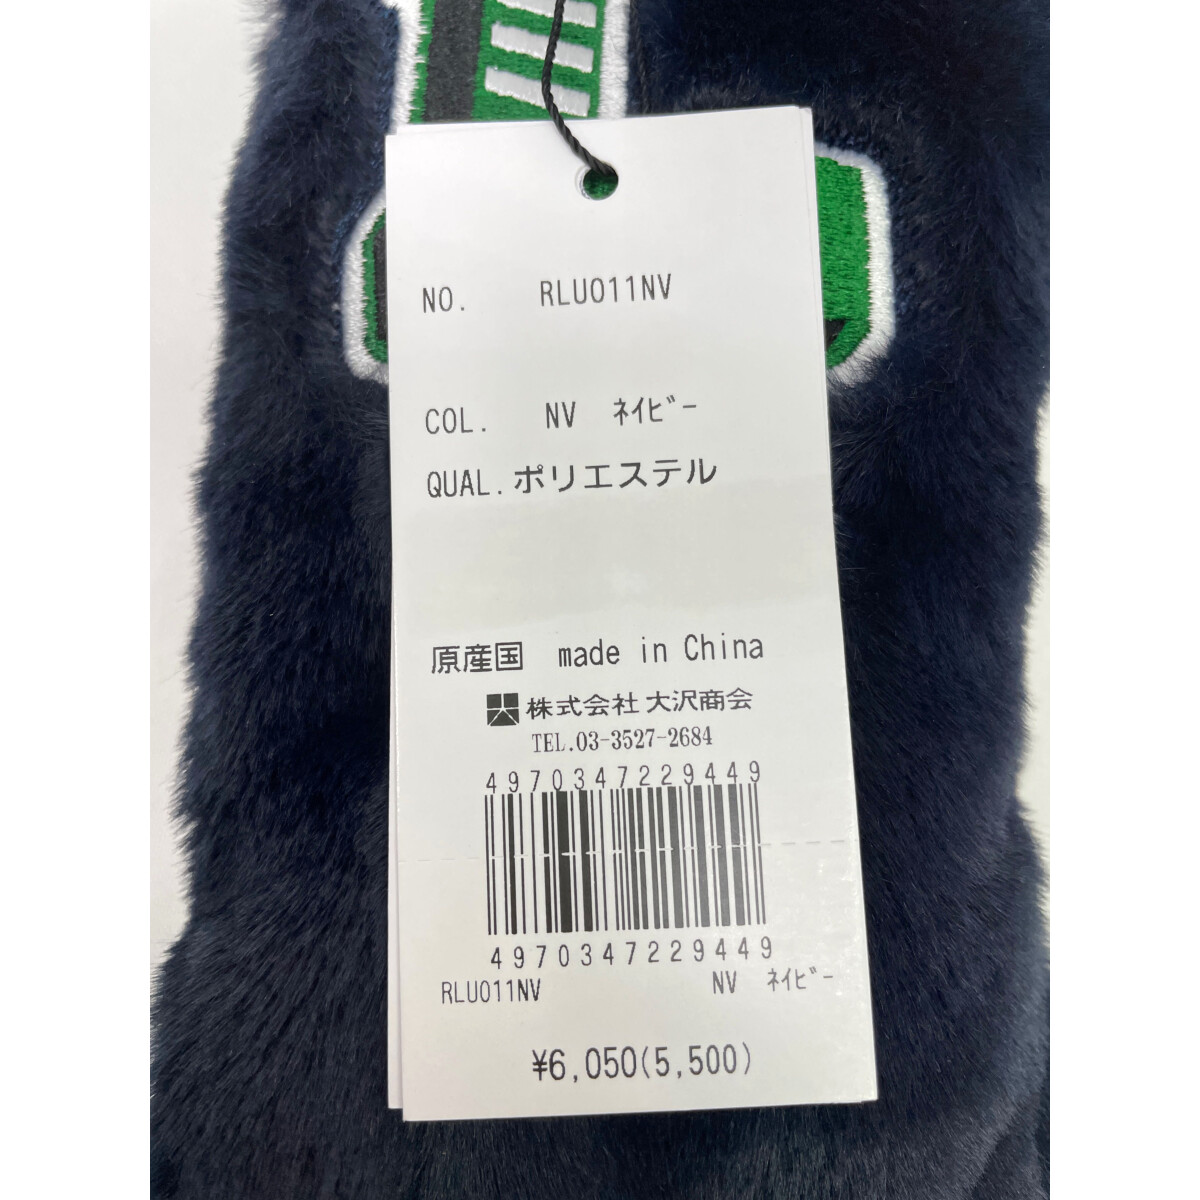 NO. RLU011NV
COL. NV ﾈｲﾋﾞｰ
QUAL.ポリエステル
原産国 made in China
株式会社 大沢商会
TEL.03-3527-2684
4970347229449
4970347229449
RLU011NV NV ﾈｲﾋﾞｰ
¥6,050(5,500)